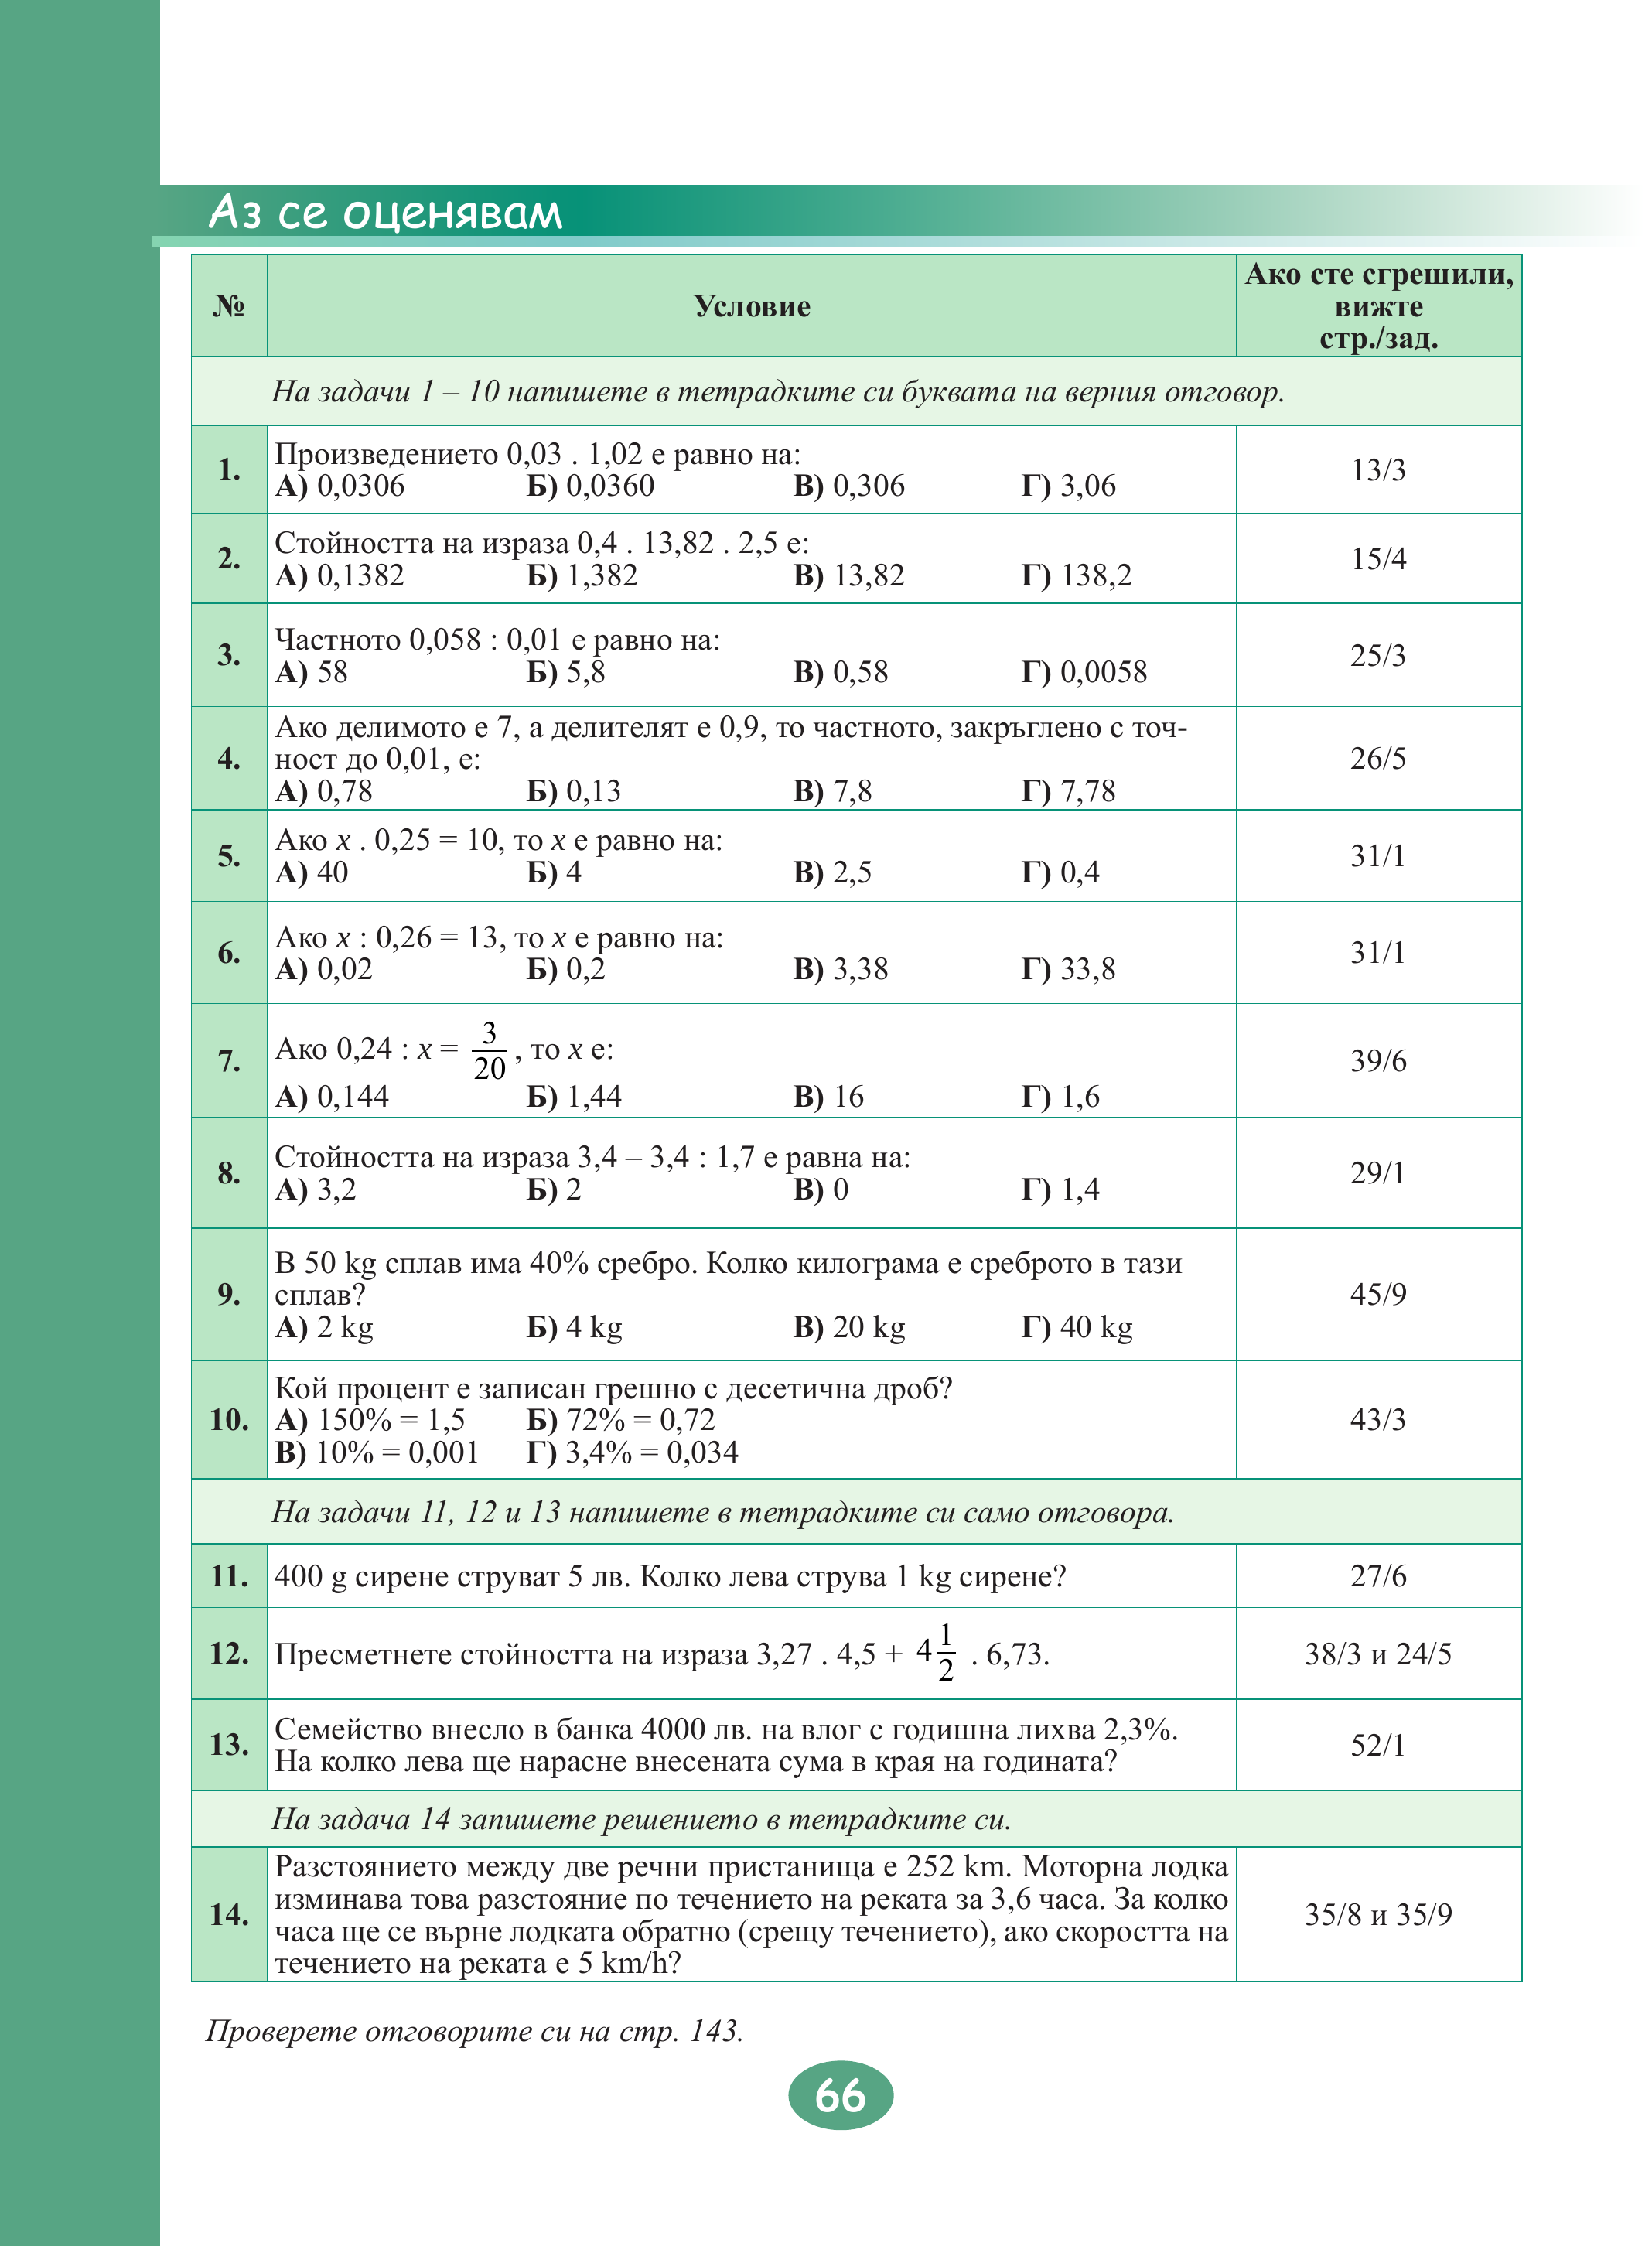 Аз се оценявам
№ Условие Ако сте сгрешили,
вижте
стр./зад.
На задачи 1 – 10 напишете в тетрадките си буквата на верния отговор.
1. Произведението 0,03 . 1,02 е равно на:
А) 0,0306 Б) 0,0360 В) 0,306 Г) 3,06
13/3
2. Стойността на израза 0,4 . 13,82 . 2,5 е:
А) 0,1382 Б) 1,382 В) 13,82 Г) 138,2
15/4
3. Частното 0,058 : 0,01 е равно на:
А) 58 Б) 5,8 В) 0,58 Г) 0,0058
25/3
4. Ако делимото е 7, а делителят е 0,9, то частното, закръглено с точ-
ност до 0,01, е:
А) 0,78 Б) 0,13 В) 7,8 Г) 7,78
26/5
5. Ако x . 0,25 = 10, то x е равно на:
А) 40 Б) 4 В) 2,5 Г) 0,4
31/1
6. Ако x : 0,26 = 13, то x е равно на:
А) 0,02 Б) 0,2 В) 3,38 Г) 33,8
31/1
7. Ако 0,24 : x = 3/20 , то x е:
А) 0,144 Б) 1,44 В) 16 Г) 1,6
39/6
8. Стойността на израза 3,4 – 3,4 : 1,7 е равна на:
А) 3,2 Б) 2 В) 0 Г) 1,4
29/1
9. В 50 kg сплав има 40% сребро. Колко килограма е среброто в тази
сплав?
А) 2 kg Б) 4 kg В) 20 kg Г) 40 kg
45/9
10. Кой процент е записан грешно с десетична дроб?
А) 150% = 1,5 Б) 72% = 0,72
В) 10% = 0,001 Г) 3,4% = 0,034
43/3
На задачи 11, 12 и 13 напишете в тетрадките си само отговора.
11. 400 g сирене струват 5 лв. Колко лева струва 1 kg сирене? 27/6
12. Пресметнете стойността на израза 3,27 . 4,5 + 4 1/2 . 6,73. 38/3 и 24/5
13. Семейство внесло в банка 4000 лв. на влог с годишна лихва 2,3%.
На колко лева ще нарасне внесената сума в края на годината?
52/1
На задача 14 запишете решението в тетрадките си.
14. Разстоянието между две речни пристанища е 252 km. Моторна лодка
изминава това разстояние по течението на реката за 3,6 часа. За колко
часа ще се върне лодката обратно (срещу течението), ако скоростта на
течението на реката е 5 km/h?
35/8 и 35/9
Проверете отговорите си на стр. 143.
66